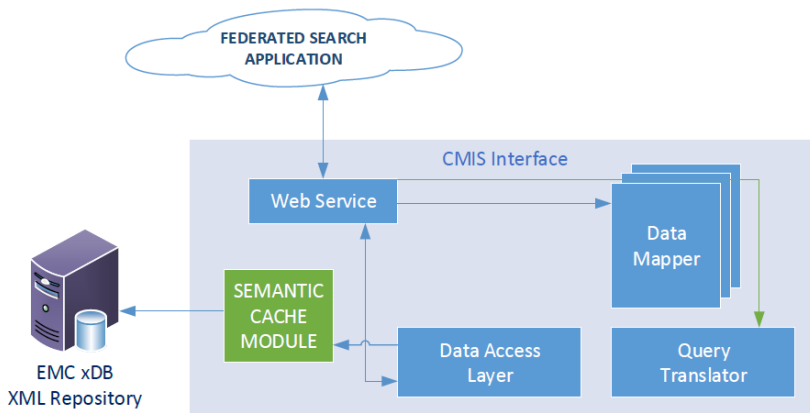 FEDERATED SEARCH
APPLICATION
CMIS Interface
Web Service
Data
Mapper
SEMANTIC
CACHE
MODULE
Data Access
Layer
Query
Translator
EMC xDB
XML Repository